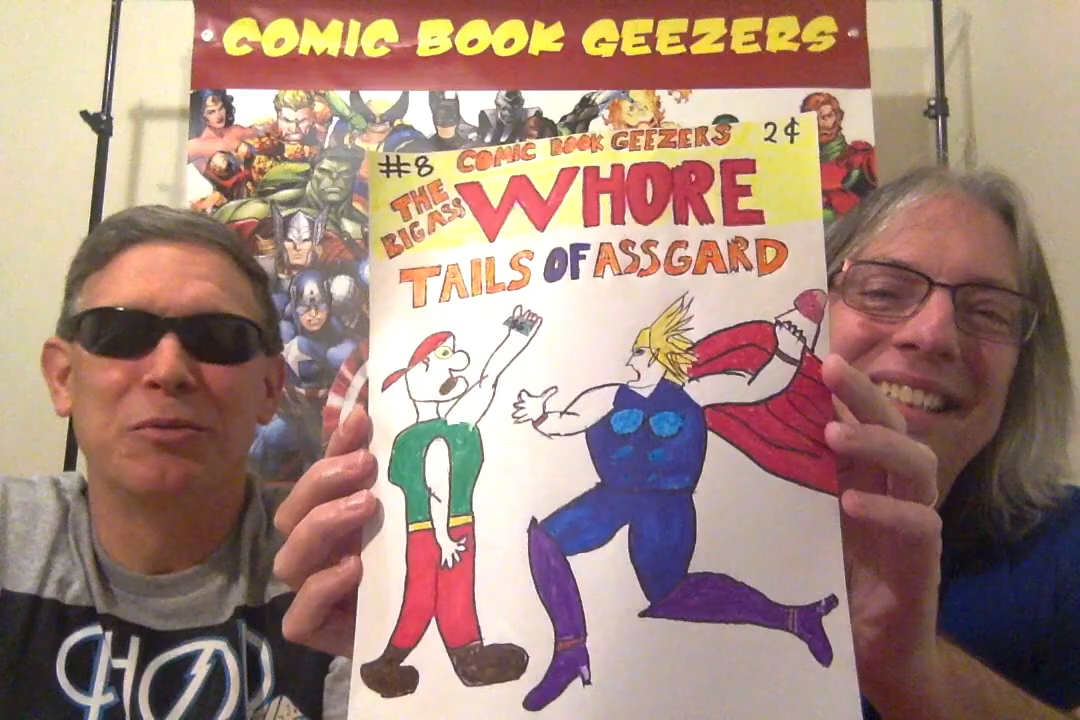 COMIC BOOK GEEZERS
#8 COMIC BOOK GEEZERS 2¢
THE
BIG ASS
WHORE
TAILS OF ASSGARD